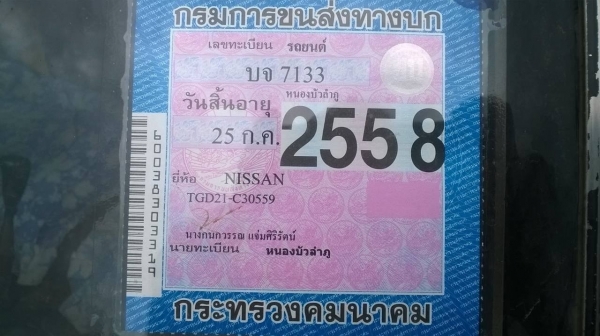 กรมการขนส่งทางบก
เลขทะเบียน รถยนต์
บจ 7133
หนองบัวลำภู
วันสิ้นอายุ
25 ก.ค. 2558
ยี่ห้อ NISSAN
TGD21-C30559
นางกนกวรรณ แจ่มศิริรัตน์
นายทะเบียน หนองบัวลำภู
กระทรวงคมนาคม
6003830339